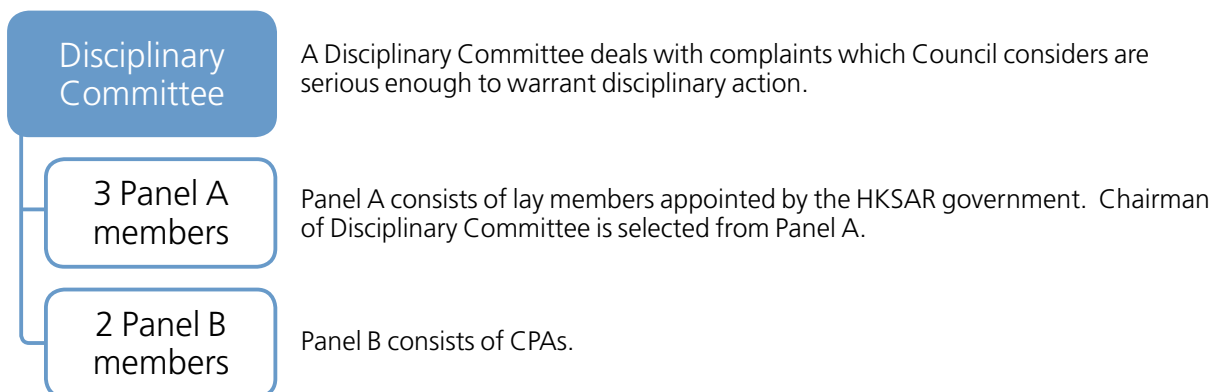 Disciplinary
Committee
A Disciplinary Committee deals with complaints which Council considers are
serious enough to warrant disciplinary action.
3 Panel A
members
Panel A consists of lay members appointed by the HKSAR government.  Chairman
of Disciplinary Committee is selected from Panel A.
2 Panel B
members
Panel B consists of CPAs.